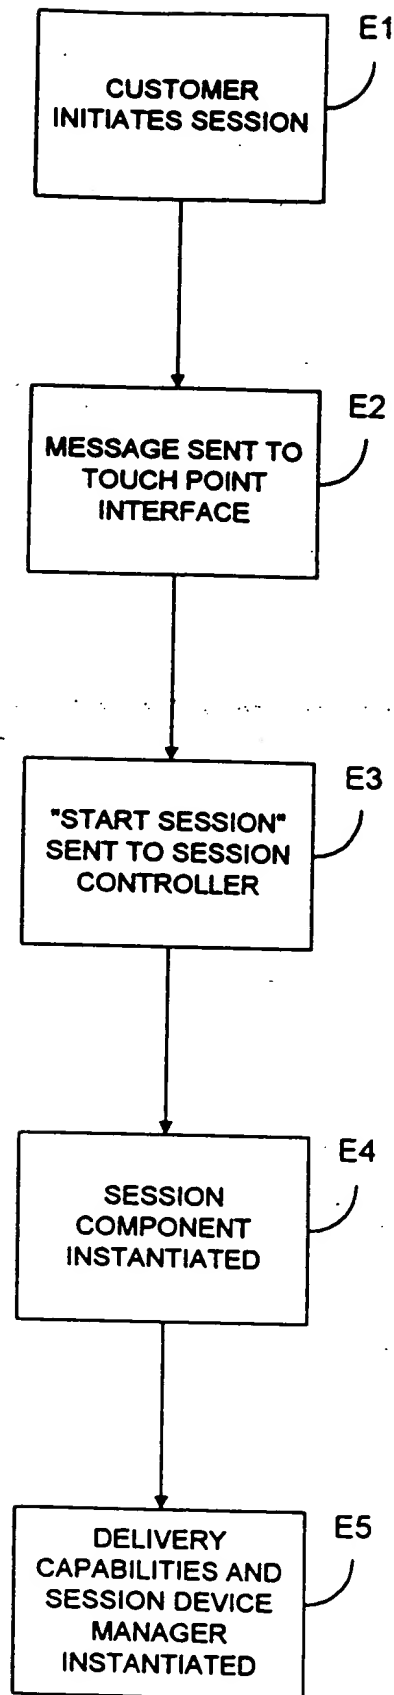 E1
CUSTOMER
INITIATES SESSION
E2
MESSAGE SENT TO
TOUCH POINT
INTERFACE
E3
"START SESSION"
SENT TO SESSION
CONTROLLER
E4
SESSION
COMPONENT
INSTANTIATED
E5
DELIVERY
CAPABILITIES AND
SESSION DEVICE
MANAGER
INSTANTIATED